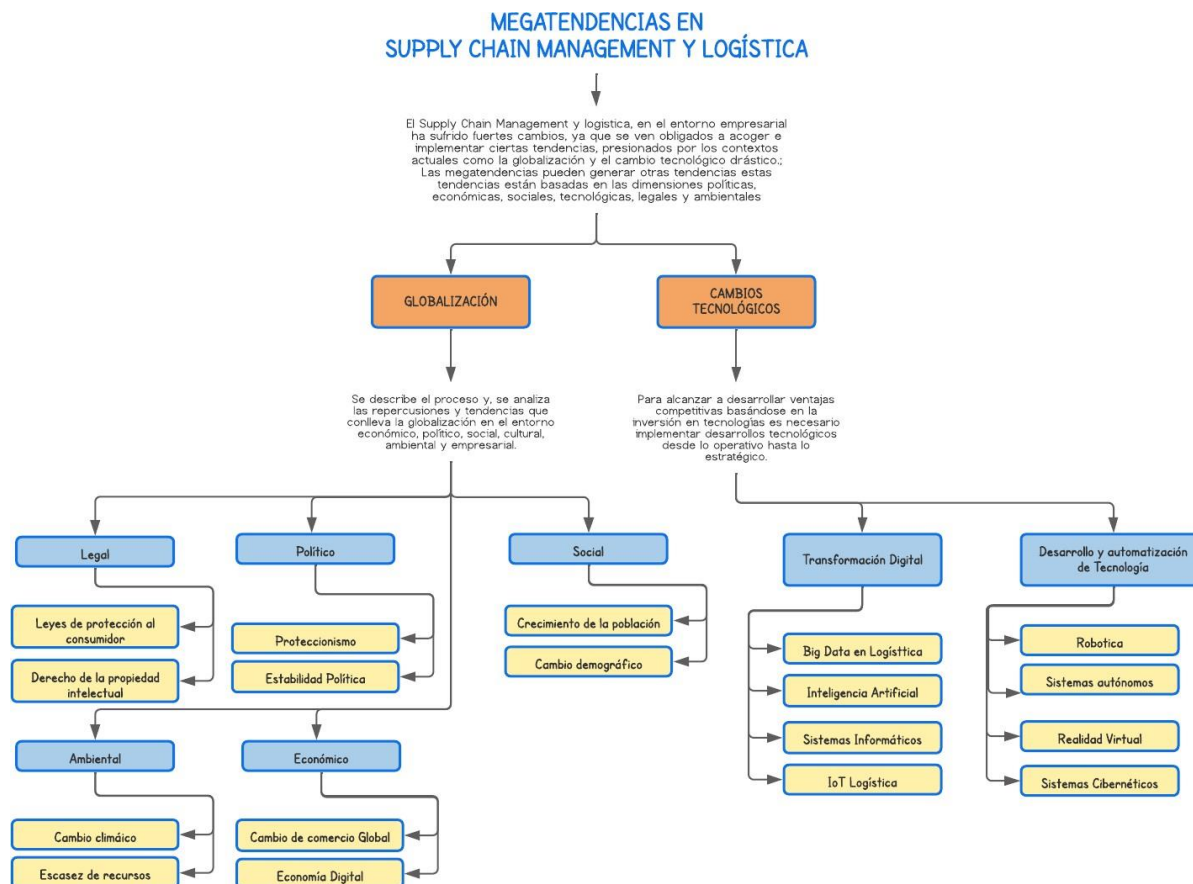 MEGATENDENCIAS EN
SUPPLY CHAIN MANAGEMENT Y LOGÍSTICA
El Supply Chain Management y logistica, en el entorno empresarial
ha sufrido fuertes cambios, ya que se ven obligados a acoger e
implementar ciertas tendencias, presionados por los contextos
actuales como la globalización y el cambio tecnológico drástico.;
Las megatendencias pueden generar otras tendencias estas
tendencias están basadas en las dimensiones políticas,
económicas, sociales, tecnológicas, legales y ambientales
GLOBALIZACIÓN
CAMBIOS
TECNOLÓGICOS
Se describe el proceso y, se analiza
las repercusiones y tendencias que
conlleva la globalización en el entorno
económico, político, social, cultural,
ambiental y empresarial.
Para alcanzar a desarrollar ventajas
competitivas basándose en la
inversión en tecnologías es necesario
implementar desarrollos tecnológicos
desde lo operativo hasta lo
estratégico.
Legal
Leyes de protección al
consumidor
Derecho de la propiedad
intelectual
Político
Proteccionismo
Estabilidad Política
Social
Crecimiento de la población
Cambio demográfico
Ambiental
Cambio climáico
Escasez de recursos
Económico
Cambio de comercio Global
Economía Digital
Transformación Digital
Big Data en Logísttica
Inteligencia Artificial
Sistemas Informáticos
IoT Logística
Desarrollo y automatización
de Tecnología
Robotica
Sistemas autónomos
Realidad Virtual
Sistemas Cibernéticos